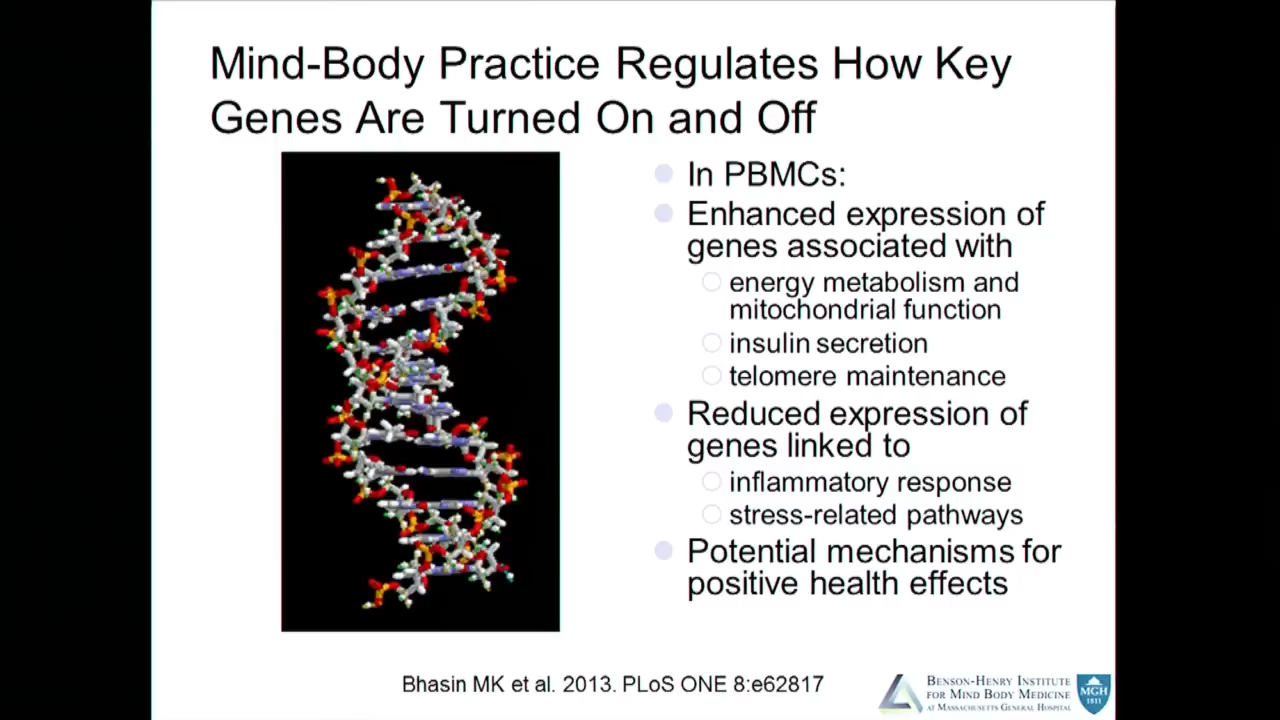 Mind-Body Practice Regulates How Key
Genes Are Turned On and Off
In PBMCs:
Enhanced expression of
genes associated with
energy metabolism and
mitochondrial function
insulin secretion
telomere maintenance
Reduced expression of
genes linked to
inflammatory response
stress-related pathways
Potential mechanisms for
positive health effects
Bhasin MK et al. 2013. PLoS ONE 8:e62817
BENSON-HENRY INSTITUTE
FOR MIND BODY MEDICINE
AT MASSACHUSETTS GENERAL HOSPITAL
MGH
1811